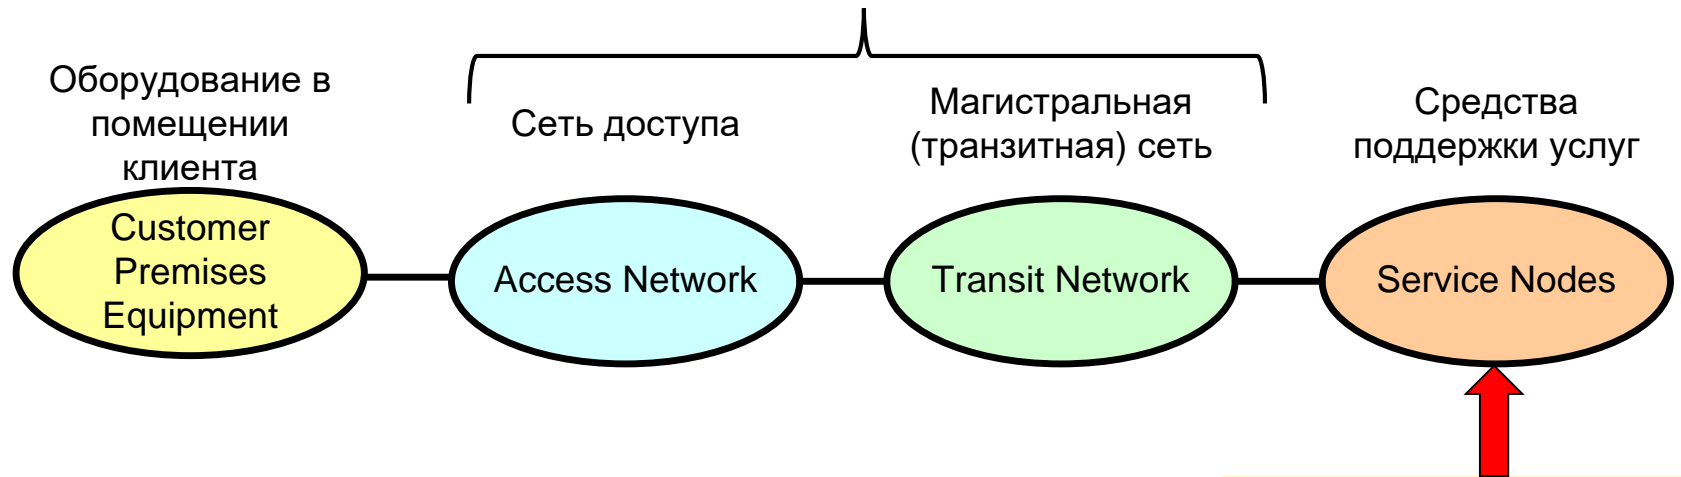 Оборудование в
помещении
клиента
Сеть доступа
Магистральная
(транзитная) сеть
Средства
поддержки услуг
Customer
Premises
Equipment
Access Network
Transit Network
Service Nodes